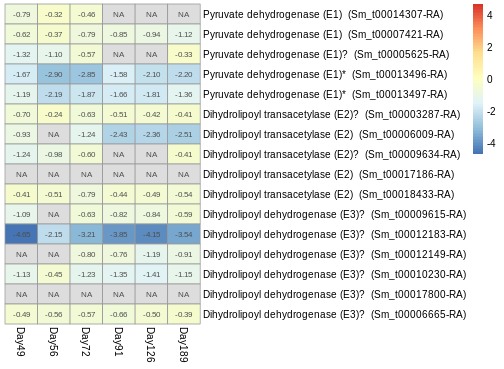 -0.79 -0.32 -0.46 NA NA NA Pyruvate dehydrogenase (E1) (Sm_t00014307-RA)
-0.62 -0.37 -0.79 -0.85 -0.94 -1.12 Pyruvate dehydrogenase (E1) (Sm_t00007421-RA)
-1.32 -1.10 -0.57 NA NA -0.33 Pyruvate dehydrogenase (E1)? (Sm_t00005625-RA)
-1.67 -2.90 -2.85 -1.58 -2.10 -2.20 Pyruvate dehydrogenase (E1)* (Sm_t00013496-RA)
-1.19 -2.19 -1.87 -1.66 -1.81 -1.36 Pyruvate dehydrogenase (E1)* (Sm_t00013497-RA)
-0.70 -0.24 -0.63 -0.51 -0.42 -0.41 Dihydrolipoyl transacetylase (E2)? (Sm_t00003287-RA)
-0.93 NA -1.24 -2.43 -2.36 -2.51 Dihydrolipoyl transacetylase (E2) (Sm_t00006009-RA)
-1.24 -0.98 -0.60 NA NA -0.41 Dihydrolipoyl transacetylase (E2)? (Sm_t00009634-RA)
NA NA NA NA NA NA Dihydrolipoyl transacetylase (E2) (Sm_t00017186-RA)
-0.41 -0.51 -0.79 -0.44 -0.49 -0.54 Dihydrolipoyl transacetylase (E2) (Sm_t00018433-RA)
-1.09 NA -0.63 -0.82 -0.84 -0.59 Dihydrolipoyl dehydrogenase (E3)? (Sm_t00009615-RA)
-4.65 -2.15 -3.21 -3.85 -4.15 -3.54 Dihydrolipoyl dehydrogenase (E3)? (Sm_t00012183-RA)
NA NA -0.80 -0.76 -1.19 -0.91 Dihydrolipoyl dehydrogenase (E3)? (Sm_t00012149-RA)
-1.13 -0.45 -1.23 -1.35 -1.41 -1.15 Dihydrolipoyl dehydrogenase (E3)? (Sm_t00010230-RA)
NA NA NA NA NA NA Dihydrolipoyl dehydrogenase (E3)? (Sm_t00017800-RA)
-0.49 -0.56 -0.57 -0.66 -0.50 -0.39 Dihydrolipoyl dehydrogenase (E3)? (Sm_t00006665-RA)
Day49 Day56 Day72 Day91 Day126 Day189
4
2
0
-2
-4